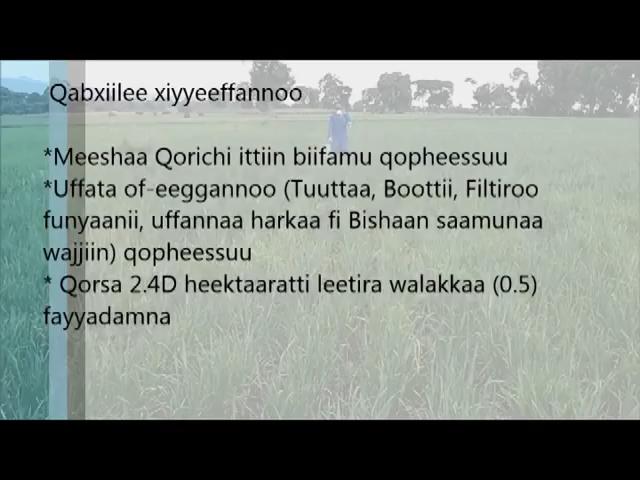 Qabxiilee xiyyeeffannoo
*Meeshaa Qorichi ittiin biifamu qopheessuu
*Uffata of-eeggannoo (Tuuttaa, Boottii, Filtiroo
funyaanii, uffannaa harkaa fi Bishaan saamunaa
wajjiin) qopheessuu
* Qorsa 2.4D heektaaratti leetira walakkaa (0.5)
fayyadamna